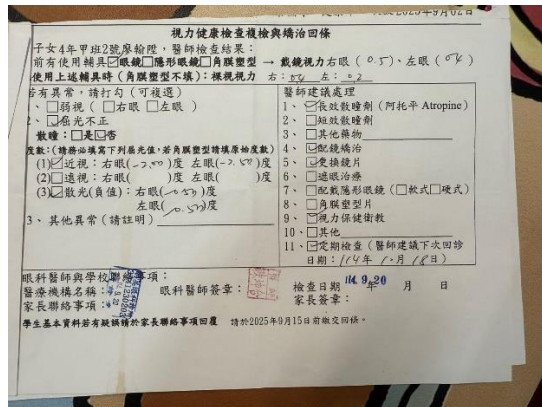 2025年9月02日
視力健康檢查複檢與矯治回條
子女4年甲班2號廖翰陞，醫師檢查結果：
前有使用輔具☑眼鏡☐隱形眼鏡☐角膜塑型 → 戴鏡視力右眼（0.5）、左眼（0.4）
使用上述輔具時（角膜塑型不填）：裸視視力 右： 左：0.2
若有異常，請打勾（可複選）
、☐弱視（☐右眼☐左眼）
、☑屈光不正
散瞳：☐是☑否
度數：(請務必填寫下列屈光值，若角膜塑型請填原始度數)
(1)☑近視：右眼(-2.50)度 左眼(-2.50)度
(2)☐遠視：右眼( )度 左眼( )度
(3)☑散光(負值)：右眼(-0.50)度
左眼(-0.50)度
3、其他異常（請註明）
醫師建議處理
1、☑長效散瞳劑（阿托平 Atropine）
2、☐短效散瞳劑
3、☐其他藥物
4、☑配鏡矯治
5、☑更換鏡片
6、☐遮眼治療
7、☐配戴隱形眼鏡（☐軟式☐硬式）
8、☐角膜塑型片
9、☑視力保健衛教
10、☐其他
11、☑定期檢查（醫師建議下次回診
日期：114年 月18日）
眼科醫師與學校聯絡事項：
醫療機構名稱： 眼科醫師簽章： 檢查日期 114.9.20 年 月 日
家長聯絡事項： 家長簽章：
學生基本資料若有疑誤請於家長聯絡事項回覆 請於2025年9月15日前繳交回條。